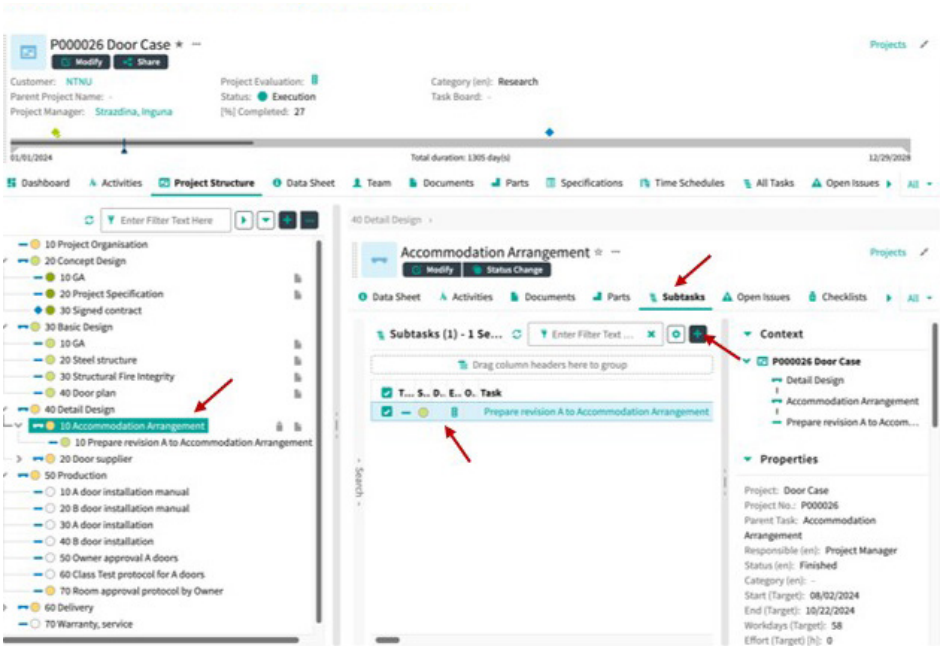 P000026 Door Case
Projects
Modify Share
Customer: NTNU Project Evaluation: Category (en): Research
Parent Project Name: - Status: Execution Task Board: -
Project Manager: Strazdina, Inguna [%] Completed: 27
01/01/2024 Total duration: 1305 day(s) 12/29/2028
Dashboard Activities Project Structure Data Sheet Team Documents Parts Specifications Time Schedules All Tasks Open Issues All
Enter Filter Text Here
10 Project Organisation
20 Concept Design
10 GA
20 Project Specification
30 Signed contract
30 Basic Design
10 GA
20 Steel structure
30 Structural Fire Integrity
40 Door plan
40 Detail Design
10 Accommodation Arrangement
10 Prepare revision A to Accommodation Arrangement
20 Door supplier
50 Production
10 A door installation manual
20 B door installation manual
30 A door installation
40 B door installation
50 Owner approval A doors
60 Class Test protocol for A doors
70 Room approval protocol by Owner
60 Delivery
70 Warranty, service
40 Detail Design
Accommodation Arrangement
Projects
Modify Status Change
Data Sheet Activities Documents Parts Subtasks Open Issues Checklists All
Search
Subtasks (1) - 1 Se... Enter Filter Text ...
Drag column headers here to group
T... S.. D.. E.. O.. Task
Prepare revision A to Accommodation Arrangement
Context
P000026 Door Case
Detail Design
Accommodation Arrangement
Prepare revision A to Accom...
Properties
Project: Door Case
Project No.: P000026
Parent Task: Accommodation
Arrangement
Responsible (en): Project Manager
Status (en): Finished
Category (en): -
Start (Target): 08/02/2024
End (Target): 10/22/2024
Workdays (Target): 58
Effort (Target) [h]: 0